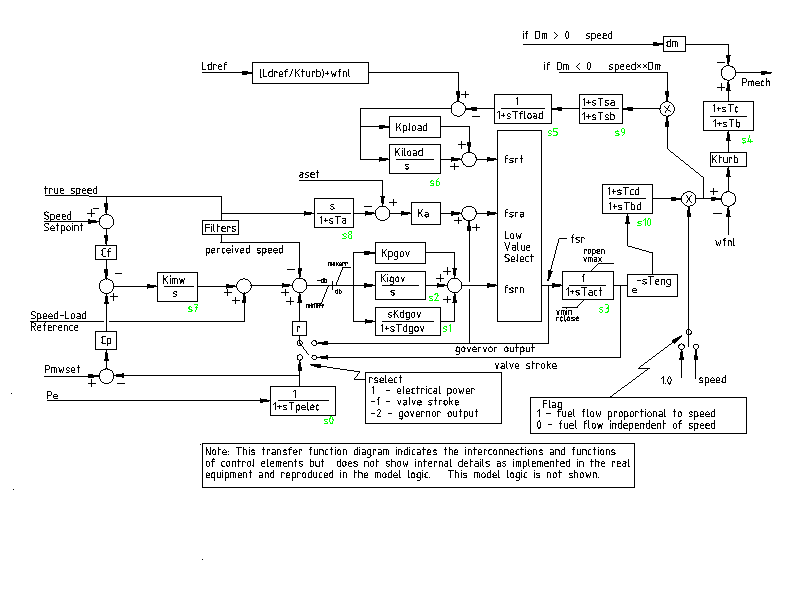 if Dm > 0 speed
dm
Ldref
(Ldref/Kturb)+wfnl
if Dm < 0 speed**Dm
Pmech
1
1+sTfload
s5
1+sTsa
1+sTsb
s9
1+sTc
1+sTb
s4
Kpload
Kiload
s
s6
fsrt
Kturb
aset
true speed
Speed
Setpoint
Filters
perceived speed
s
1+sTa
s8
Ka
fsra
Low
Value
Select
1+sTcd
1+sTbd
s10
wfnl
fsr
ropen
vmax
Kimw
s
s7
maxerr
-db
db
minerr
Kpgov
Kigov
s
s2
sKdgov
1+sTdgov
s1
fsrn
1
1+sTact
s3
vmin
rclose
-sTeng
e
Speed-Load
Reference
r
governor output
valve stroke
Pmwset
Pe
1
1+sTpelec
s0
rselect
1 - electrical power
-1 - valve stroke
-2 - governor output
1.0
speed
Flag
1 - fuel flow proportional to speed
0 - fuel flow independent of speed
Note: This transfer function diagram indicates the interconnections and functions
of control elements but does not show internal details as implemented in the real
equipment and reproduced in the model logic. This model logic is not shown.